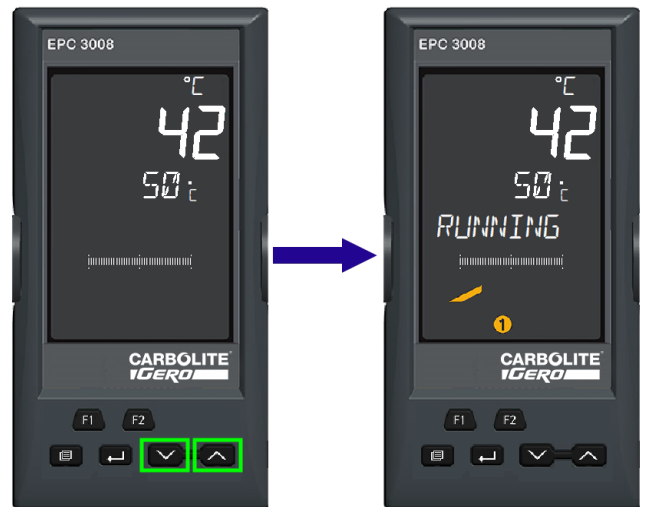 EPC 3008
°C
42
50 °C
CARBOLITE
GERO
F1 F2
EPC 3008
°C
42
50 °C
RUNNING
1
CARBOLITE
GERO
F1 F2